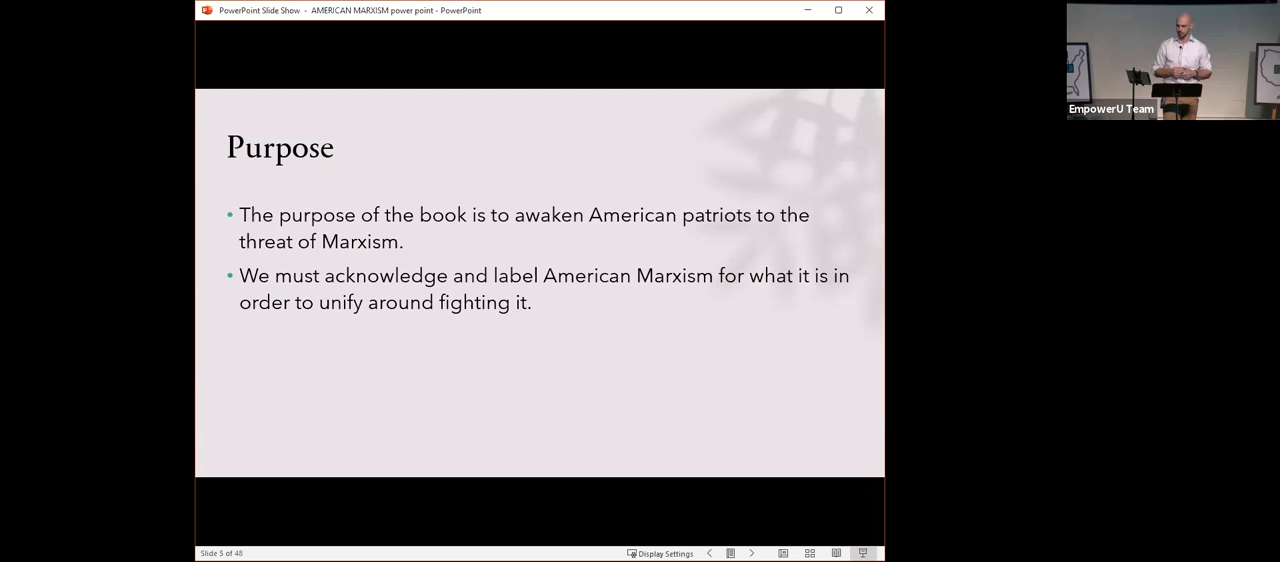 PowerPoint Slide Show - AMERICAN MARXISM power point - PowerPoint
EmpowerU Team
Purpose
• The purpose of the book is to awaken American patriots to the
threat of Marxism.
• We must acknowledge and label American Marxism for what it is in
order to unify around fighting it.
Slide 5 of 48
Display Settings